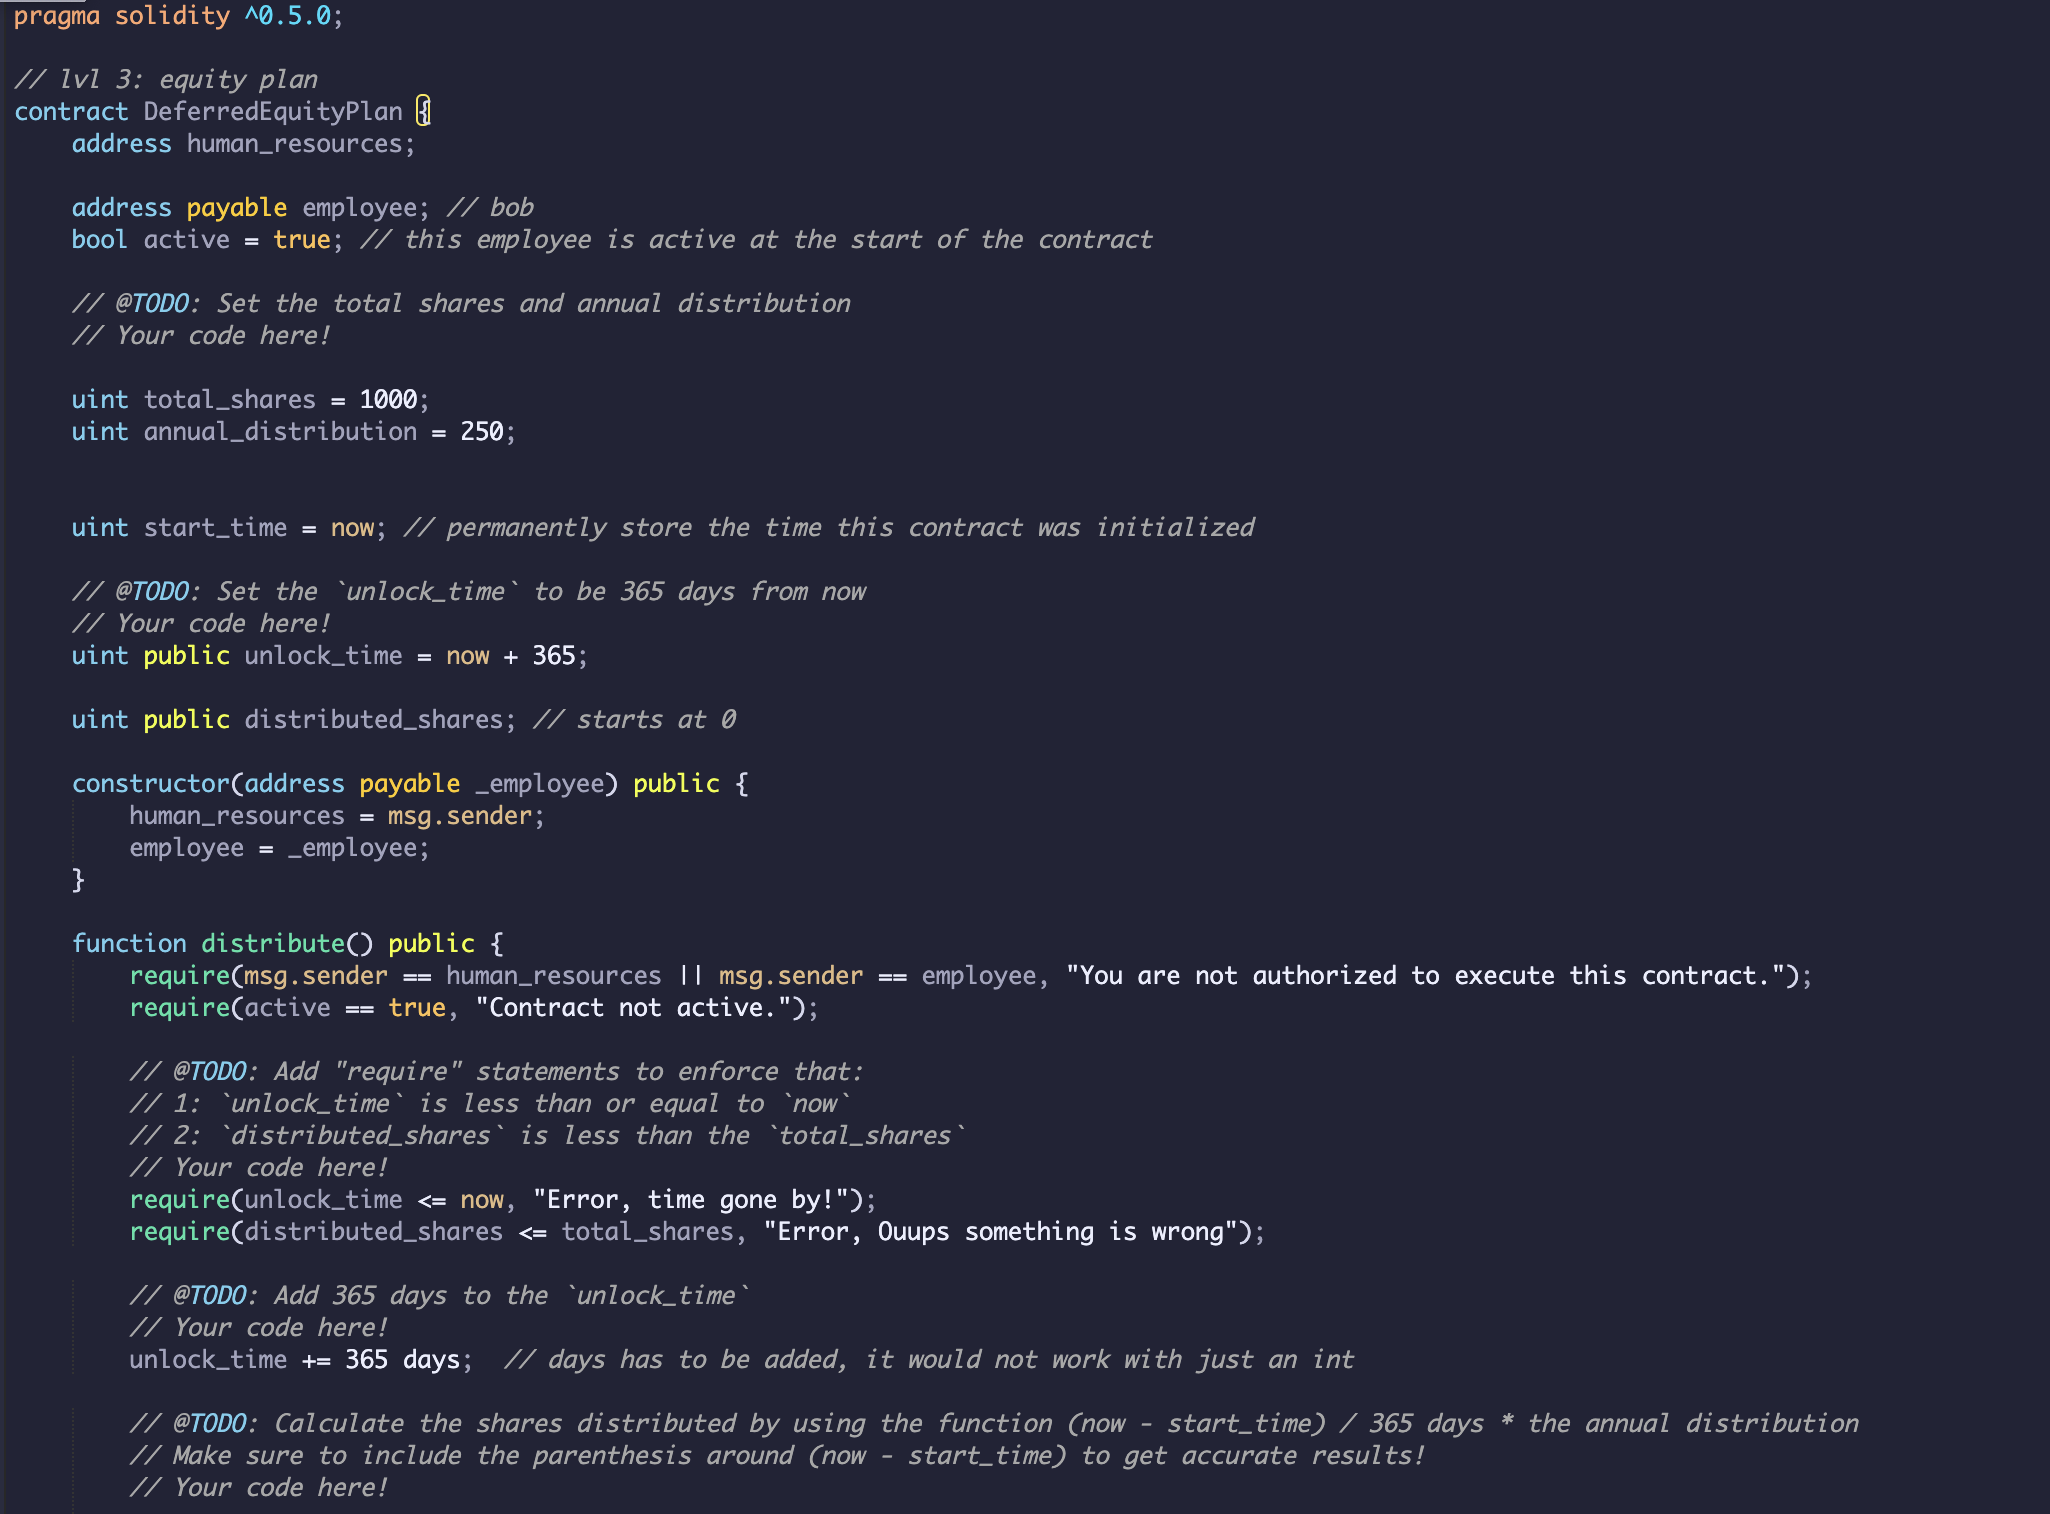 pragma solidity ^0.5.0;
// lvl 3: equity plan
contract DeferredEquityPlan {
    address human_resources;
    address payable employee; // bob
    bool active = true; // this employee is active at the start of the contract
    // @TODO: Set the total shares and annual distribution
    // Your code here!
    uint total_shares = 1000;
    uint annual_distribution = 250;
    uint start_time = now; // permanently store the time this contract was initialized
    // @TODO: Set the `unlock_time` to be 365 days from now
    // Your code here!
    uint public unlock_time = now + 365;
    uint public distributed_shares; // starts at 0
    constructor(address payable _employee) public {
        human_resources = msg.sender;
        employee = _employee;
    }
    function distribute() public {
        require(msg.sender == human_resources || msg.sender == employee, "You are not authorized to execute this contract.");
        require(active == true, "Contract not active.");
        // @TODO: Add "require" statements to enforce that:
        // 1: `unlock_time` is less than or equal to `now`
        // 2: `distributed_shares` is less than the `total_shares`
        // Your code here!
        require(unlock_time <= now, "Error, time gone by!");
        require(distributed_shares <= total_shares, "Error, Ouups something is wrong");
        // @TODO: Add 365 days to the `unlock_time`
        // Your code here!
        unlock_time += 365 days;  // days has to be added, it would not work with just an int
        // @TODO: Calculate the shares distributed by using the function (now - start_time) / 365 days * the annual distribution
        // Make sure to include the parenthesis around (now - start_time) to get accurate results!
        // Your code here!